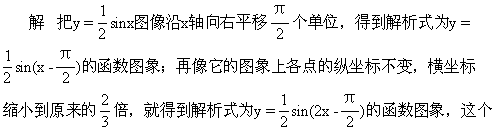 解 把y=1/2 sinx图像沿x轴向右平移π/2个单位，得到解析式为y=
1/2 sin(x-π/2)的函数图象；再像它的图象上各点的纵坐标不变，横坐标
缩小到原来的2/3倍，就得到解析式为y=1/2 sin(2x-π/2)的函数图象，这个